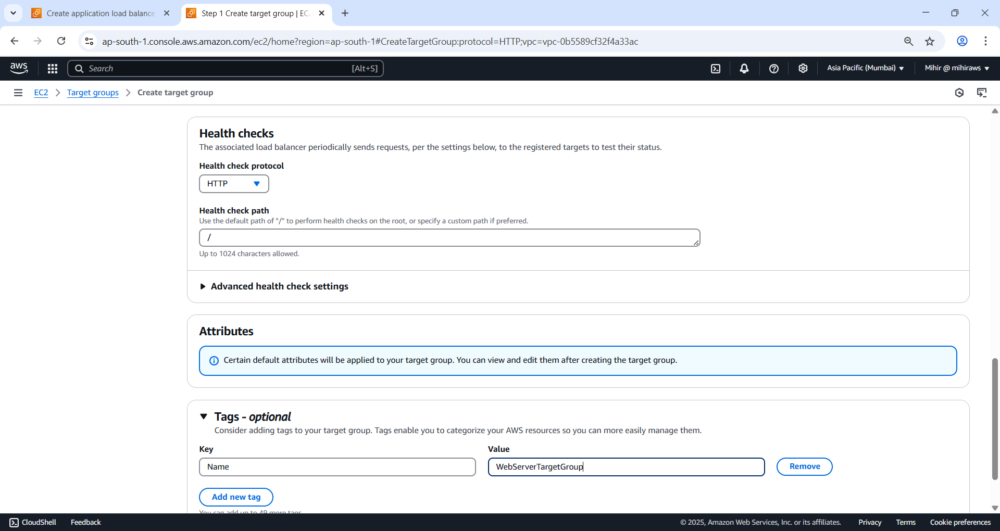 Create application load balance
Step 1 Create target group | EC
ap-south-1.console.aws.amazon.com/ec2/home?region=ap-south-1#CreateTargetGroup:protocol=HTTP;vpc=vpc-0b5589cf32f4a33ac
aws
Search
[Alt+S]
Asia Pacific (Mumbai)
Mihir @ mihiraws
EC2
Target groups
Create target group
Health checks
The associated load balancer periodically sends requests, per the settings below, to the registered targets to test their status.
Health check protocol
HTTP
Health check path
Use the default path of "/" to perform health checks on the root, or specify a custom path if preferred.
/
Up to 1024 characters allowed.
Advanced health check settings
Attributes
Certain default attributes will be applied to your target group. You can view and edit them after creating the target group.
Tags - optional
Consider adding tags to your target group. Tags enable you to categorize your AWS resources so you can more easily manage them.
Key
Value
Name
WebServerTargetGroup
Remove
Add new tag
You can add up to 49 more tags
CloudShell
Feedback
© 2025, Amazon Web Services, Inc. or its affiliates.
Privacy
Terms
Cookie preferences